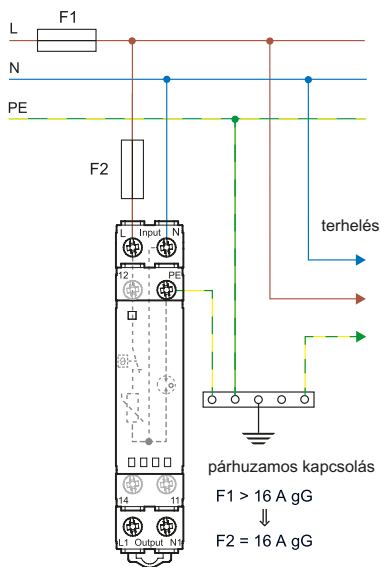 F1
L
N
PE
F2
L Input N
terhelés
12 PE
párhuzamos kapcsolás
14 11
F1 > 16 A gG
⇓
L1 Output N1
F2 = 16 A gG